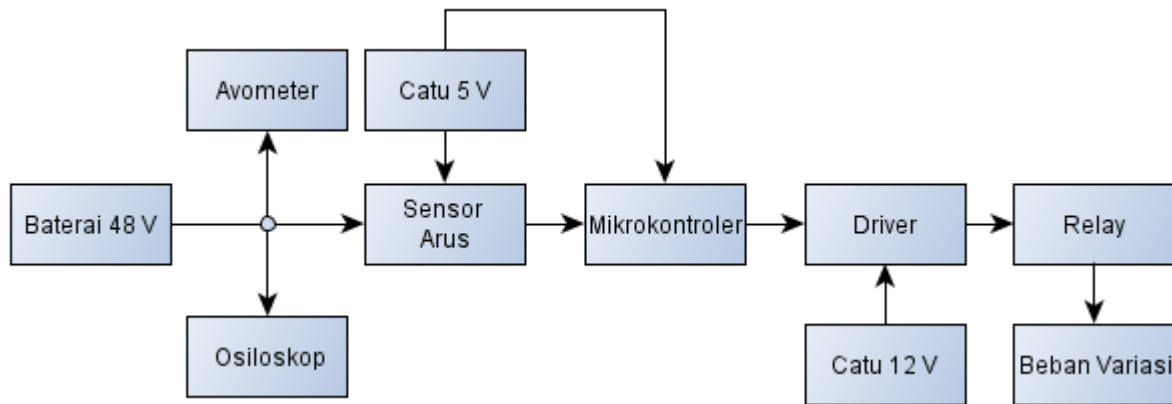 Avometer
Catu 5 V
Baterai 48 V
Sensor
Arus
Mikrokontroler
Driver
Relay
Osiloskop
Catu 12 V
Beban Variasi